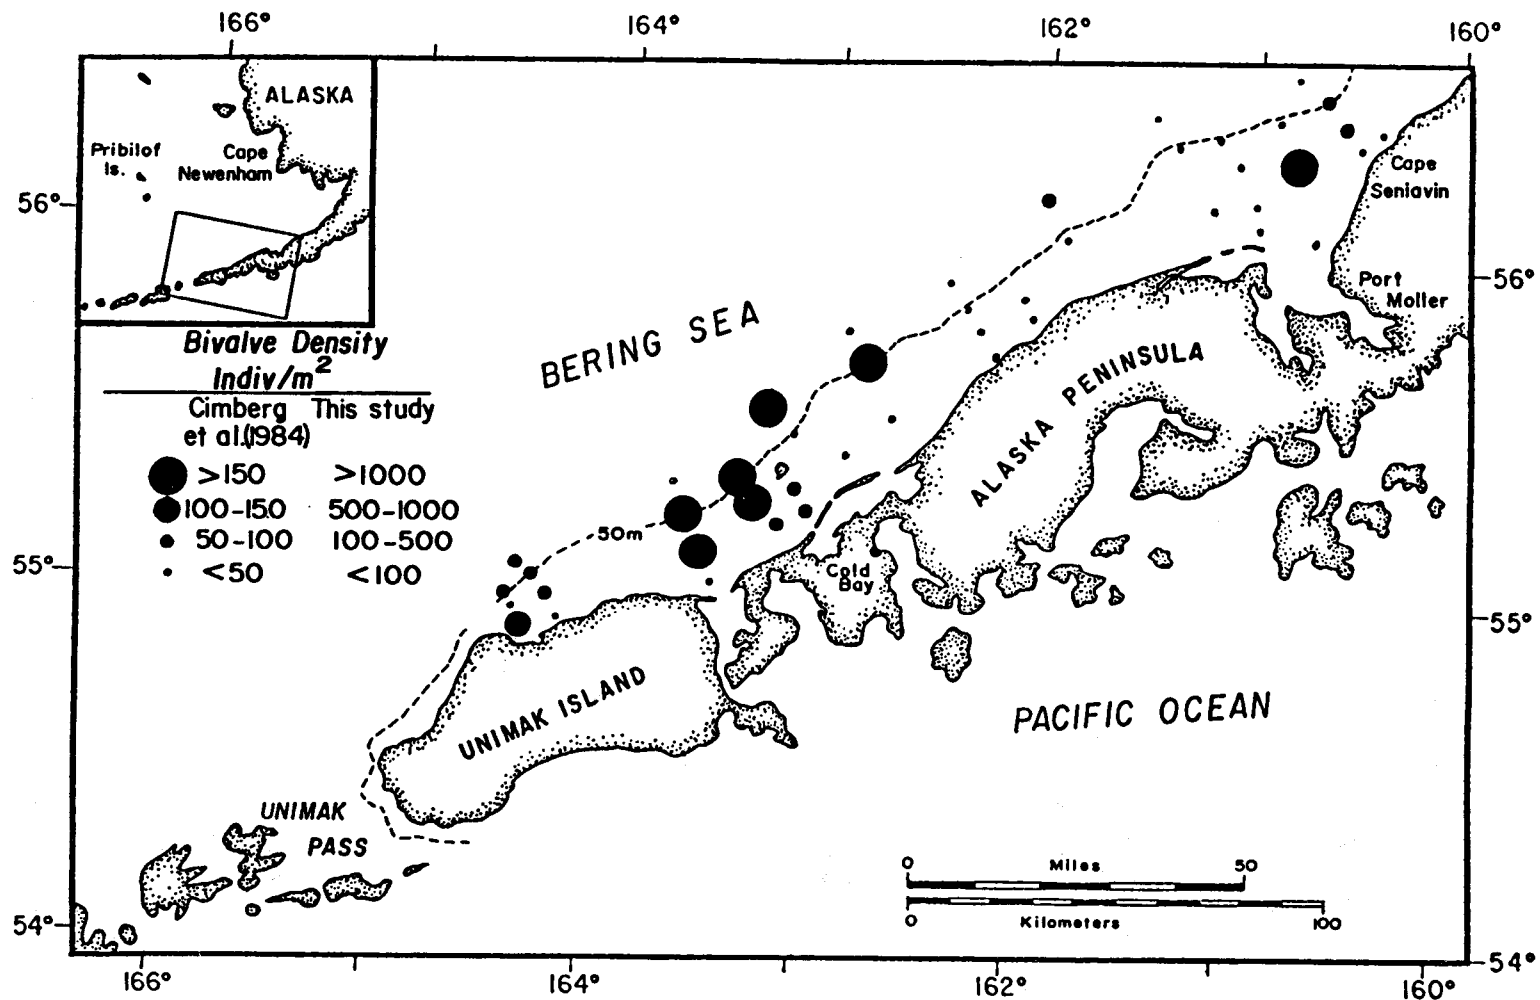 166° 164° 162° 160°
ALASKA
Pribilof
Is.
Cape
Newenham
56°
Cape
Seniavin
56°
Port
Moller
BERING SEA
Bivalve Density
Indiv/m²
Cimberg This study
et al.(1984)
>150 >1000
100-150 500-1000
50-100 100-500
<50 <100
ALASKA PENINSULA
50m
55°
Cold
Bay
55°
UNIMAK ISLAND
PACIFIC OCEAN
UNIMAK
PASS
0 Miles 50
0 Kilometers 100
54°
54°
166° 164° 162° 160°